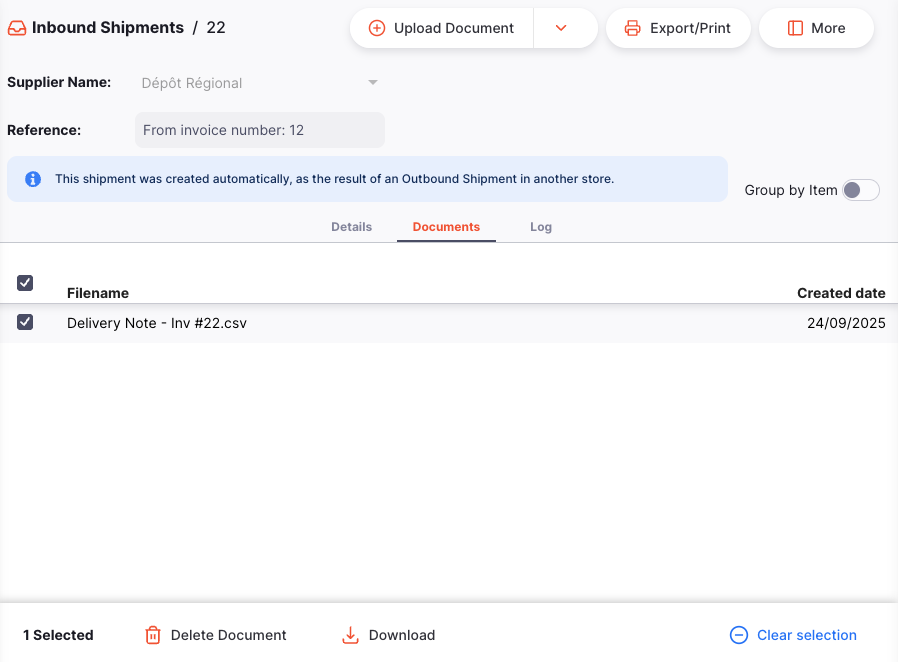 Inbound Shipments / 22
Upload Document
Export/Print
More
Supplier Name: Dépôt Régional
Reference: From invoice number: 12
This shipment was created automatically, as the result of an Outbound Shipment in another store.
Group by Item
Details Documents Log
Filename Created date
Delivery Note - Inv #22.csv 24/09/2025
1 Selected Delete Document Download Clear selection